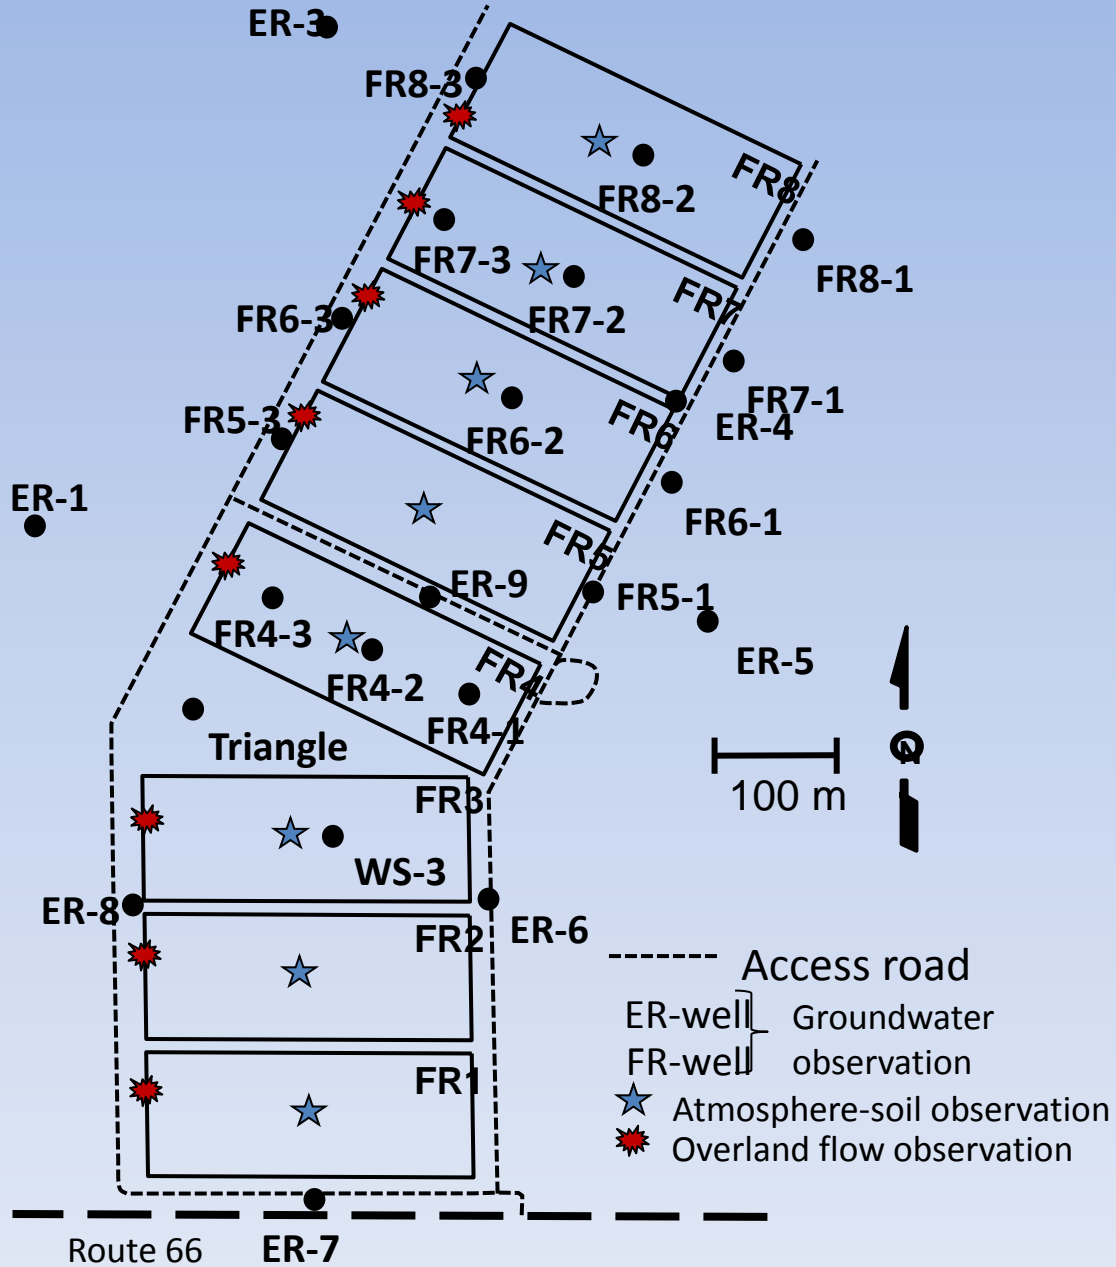 ER-3
FR8-3
FR8
FR8-2
FR7-3
FR8-1
FR7
FR6-3
FR7-2
FR7-1
FR6
ER-4
FR5-3
FR6-2
ER-1
FR6-1
FR5
ER-9
FR5-1
FR4-3
ER-5
FR4
FR4-2
FR4-1
Triangle
N
100 m
FR3
WS-3
ER-8
ER-6
FR2
Access road
ER-well
Groundwater
FR-well
observation
FR1
Atmosphere-soil observation
Overland flow observation
Route 66
ER-7